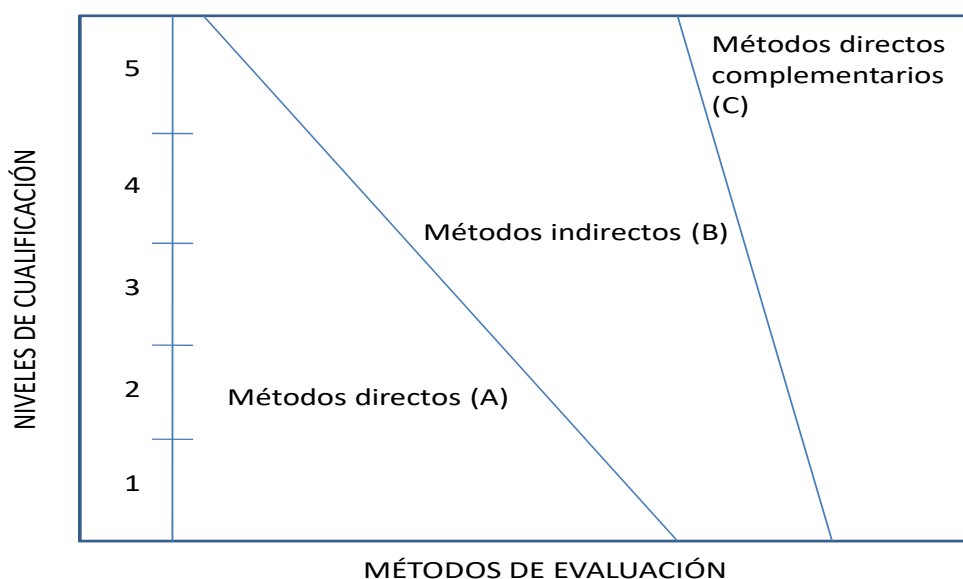 NIVELES DE CUALIFICACIÓN
5
4
3
2
1
Métodos directos
complementarios
(C)
Métodos indirectos (B)
Métodos directos (A)
MÉTODOS DE EVALUACIÓN